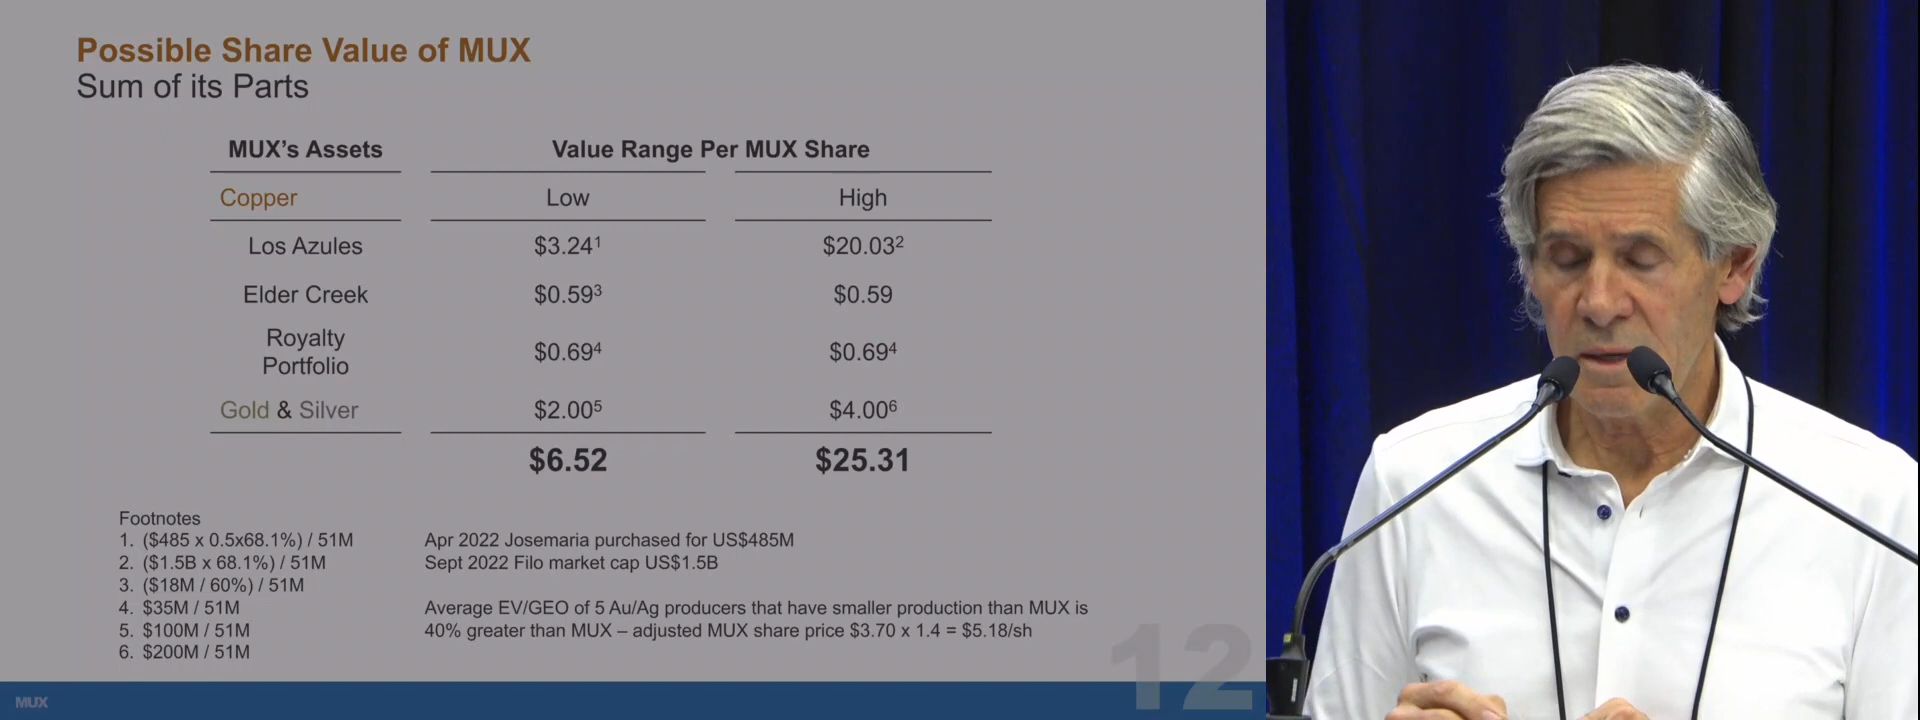 Possible Share Value of MUX
Sum of its Parts
MUX's Assets Value Range Per MUX Share
Copper Low High
Los Azules $3.24¹ $20.03²
Elder Creek $0.59³ $0.59
Royalty
Portfolio $0.69⁴ $0.69⁴
Gold & Silver $2.00⁵ $4.00⁶
$6.52 $25.31
Footnotes
1. ($485 x 0.5x68.1%) / 51M Apr 2022 Josemaria purchased for US$485M
2. ($1.5B x 68.1%) / 51M Sept 2022 Filo market cap US$1.5B
3. ($18M / 60%) / 51M
4. $35M / 51M Average EV/GEO of 5 Au/Ag producers that have smaller production than MUX is
5. $100M / 51M 40% greater than MUX – adjusted MUX share price $3.70 x 1.4 = $5.18/sh
6. $200M / 51M
12
MUX